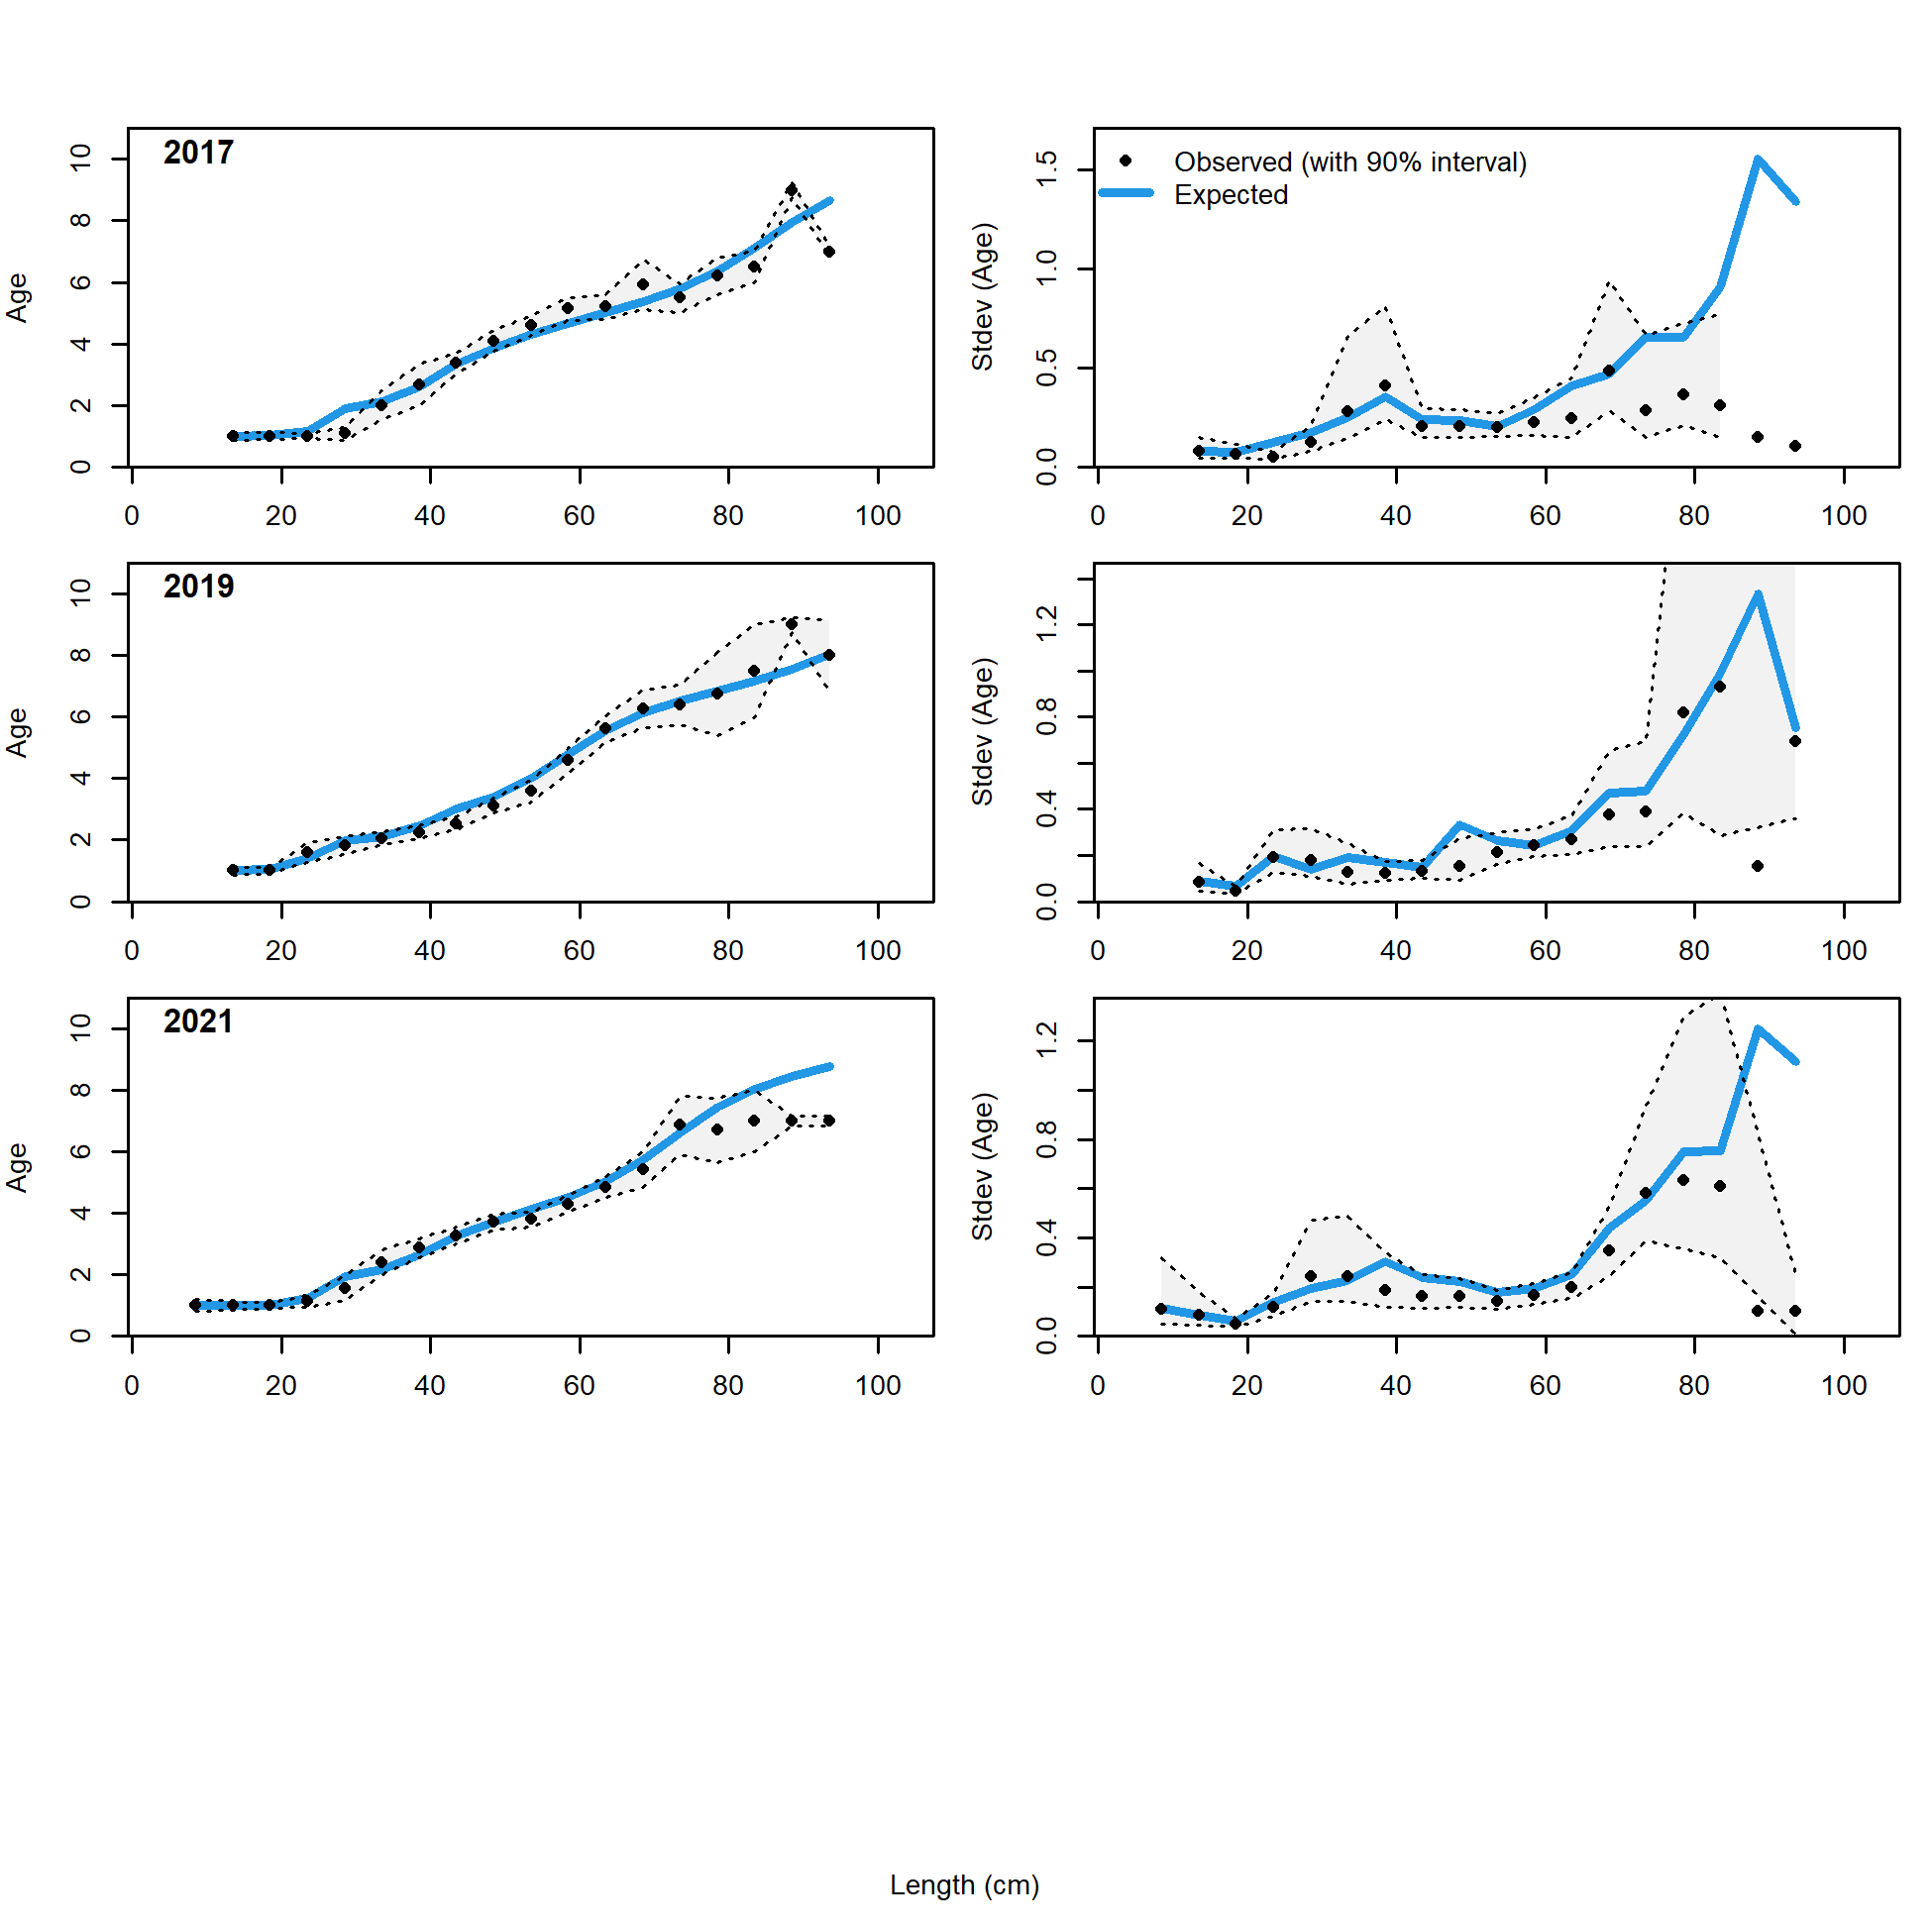 2017
Age
0 2 4 6 8 10
0 20 40 60 80 100
Observed (with 90% interval)
Expected
Stdev (Age)
0.0 0.5 1.0 1.5
0 20 40 60 80 100
2019
Age
0 2 4 6 8 10
0 20 40 60 80 100
Stdev (Age)
0.0 0.4 0.8 1.2
0 20 40 60 80 100
2021
Age
0 2 4 6 8 10
0 20 40 60 80 100
Stdev (Age)
0.0 0.4 0.8 1.2
0 20 40 60 80 100
Length (cm)